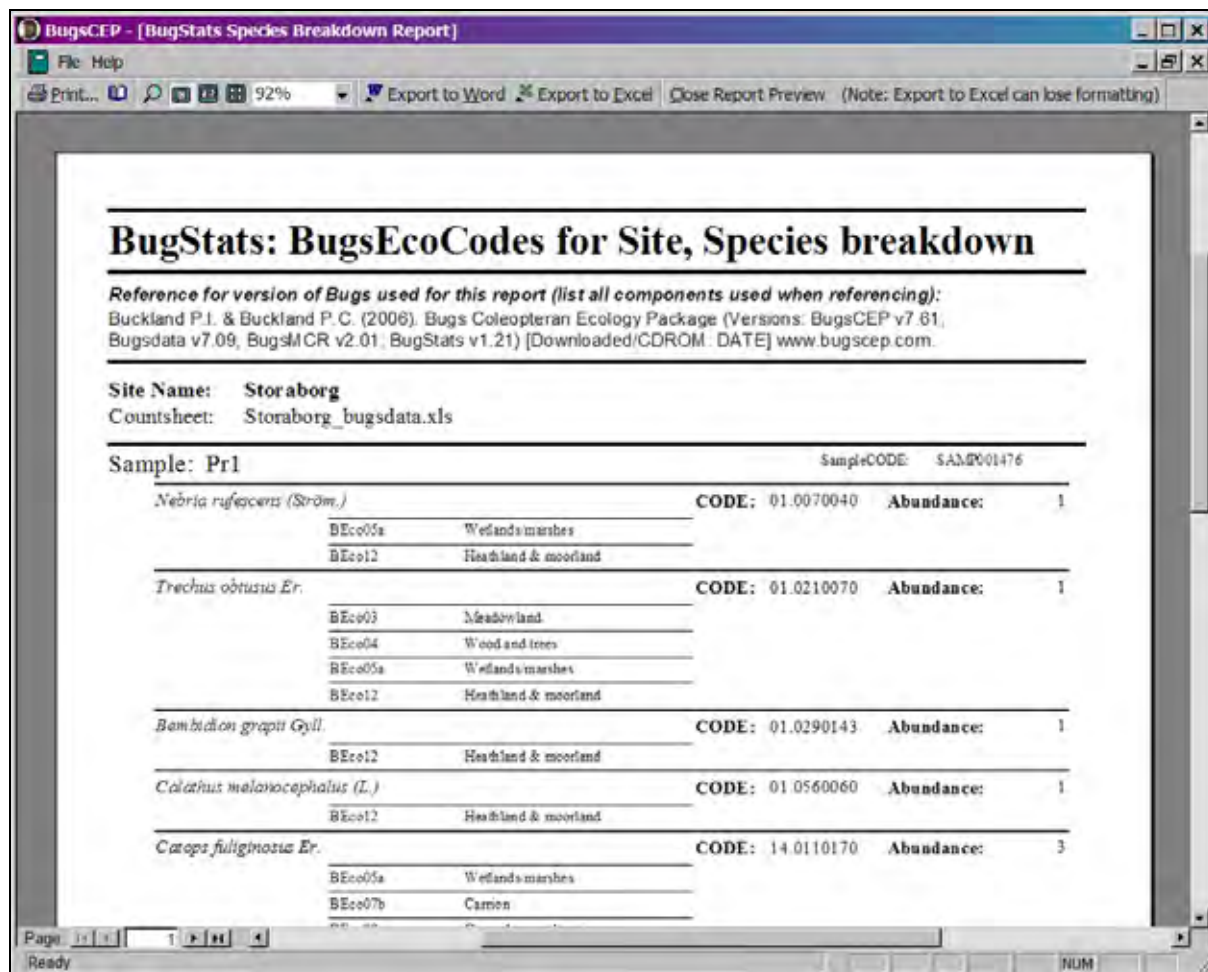 BugsCEP - [BugStats Species Breakdown Report]
File Help
Print... 92% Export to Word Export to Excel Close Report Preview (Note: Export to Excel can lose formatting)
BugStats: BugsEcoCodes for Site, Species breakdown
Reference for version of Bugs used for this report (list all components used when referencing):
Buckland P.I. & Buckland P.C. (2006). Bugs Coleopteran Ecology Package (Versions: BugsCEP v7.61,
Bugsdata v7.09, BugsMCR v2.01, BugStats v1.21) [Downloaded/CDROM: DATE] www.bugscep.com.
Site Name: Storaborg
Countsheet: Storaborg_bugsdata.xls
Sample: Pr1 SampleCODE: SAMP001476
Nebria rufescens (Ström.) CODE: 01.0070040 Abundance: 1
BEco05a Wetlands/marshes
BEco12 Heathland & moorland
Trechus obtusus Er. CODE: 01.0210070 Abundance: 1
BEco03 Meadowland
BEco04 Wood and trees
BEco05a Wetlands/marshes
BEco12 Heathland & moorland
Bembidion grapii Gyll. CODE: 01.0290143 Abundance: 1
BEco12 Heathland & moorland
Calathus melanocephalus (L.) CODE: 01.0560060 Abundance: 1
BEco12 Heathland & moorland
Catops fuliginosus Er. CODE: 14.0110170 Abundance: 3
BEco05a Wetlands/marshes
BEco07b Carrion
Page: 1
Ready NUM